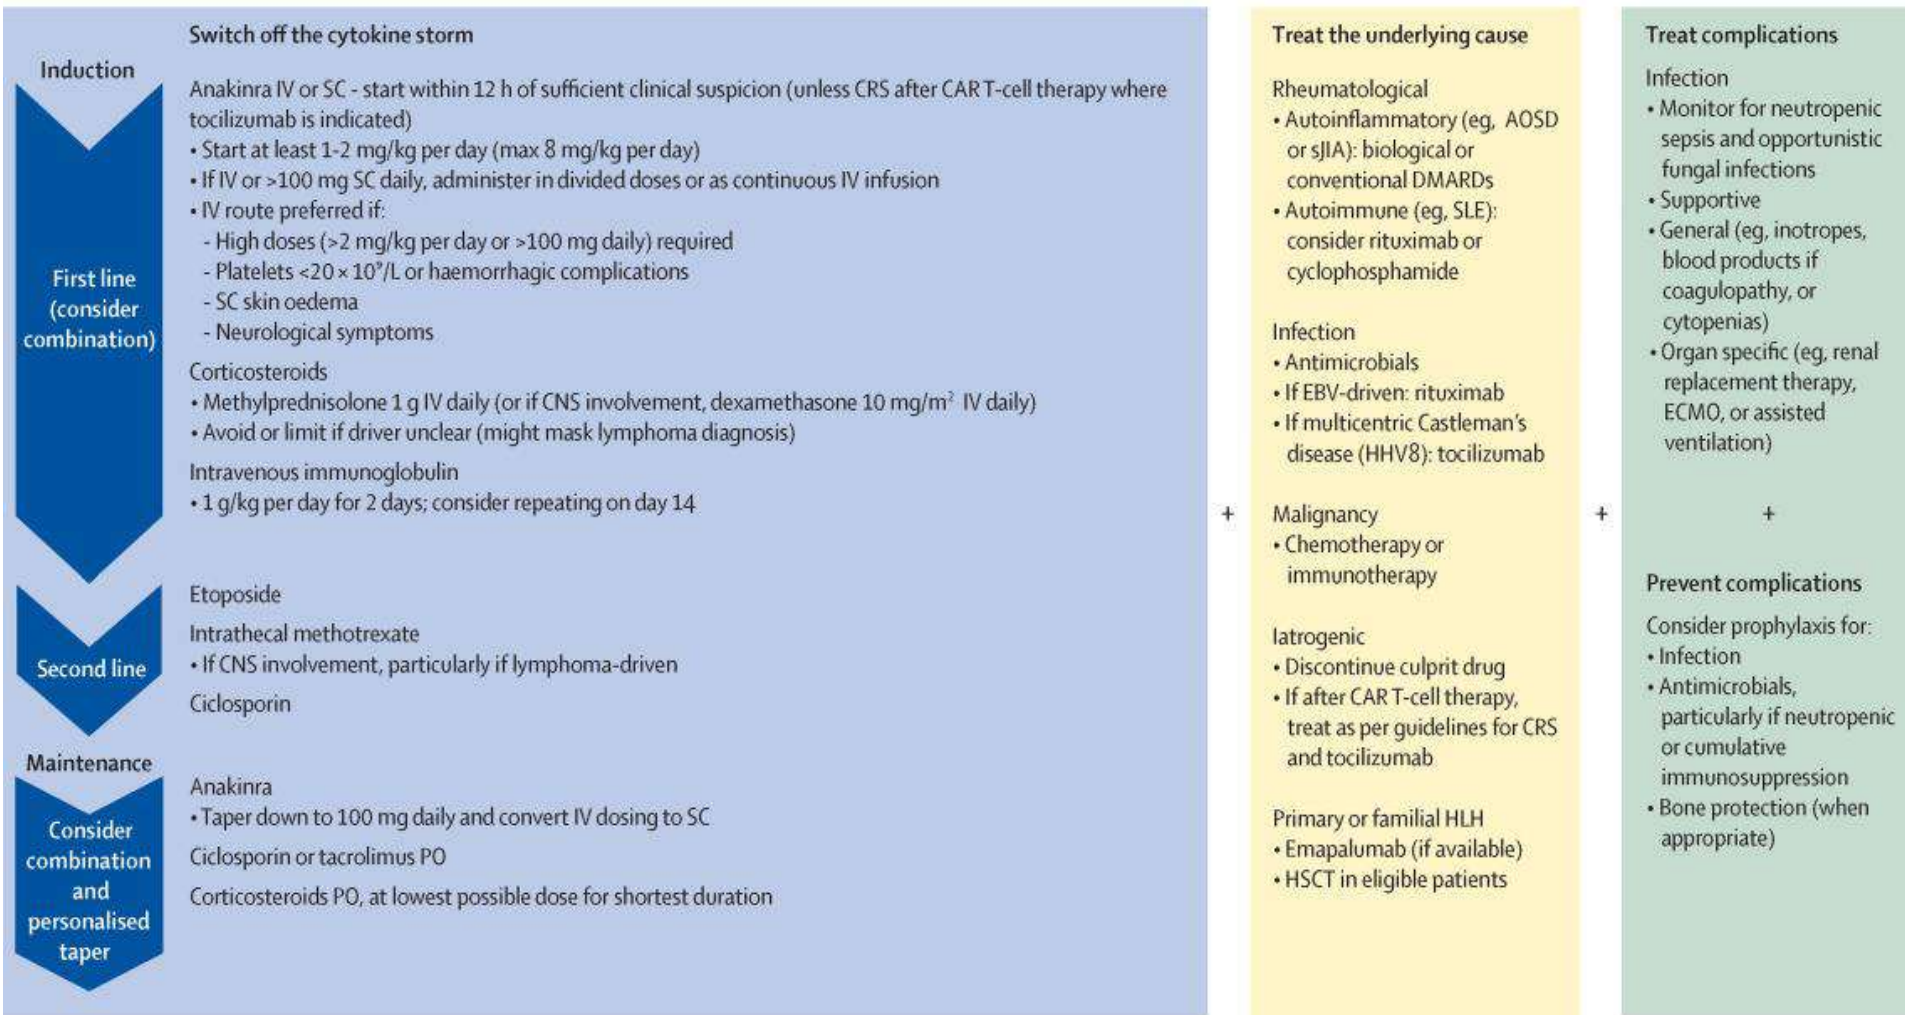 Induction
First line
(consider
combination)
Second line
Maintenance
Consider
combination
and
personalised
taper
Switch off the cytokine storm
Anakinra IV or SC - start within 12 h of sufficient clinical suspicion (unless CRS after CAR T-cell therapy where
tocilizumab is indicated)
• Start at least 1-2 mg/kg per day (max 8 mg/kg per day)
• If IV or >100 mg SC daily, administer in divided doses or as continuous IV infusion
• IV route preferred if:
- High doses (>2 mg/kg per day or >100 mg daily) required
- Platelets <20 × 10⁹/L or haemorrhagic complications
- SC skin oedema
- Neurological symptoms
Corticosteroids
• Methylprednisolone 1 g IV daily (or if CNS involvement, dexamethasone 10 mg/m² IV daily)
• Avoid or limit if driver unclear (might mask lymphoma diagnosis)
Intravenous immunoglobulin
• 1 g/kg per day for 2 days; consider repeating on day 14
Etoposide
Intrathecal methotrexate
• If CNS involvement, particularly if lymphoma-driven
Ciclosporin
Anakinra
• Taper down to 100 mg daily and convert IV dosing to SC
Ciclosporin or tacrolimus PO
Corticosteroids PO, at lowest possible dose for shortest duration
+
Treat the underlying cause
Rheumatological
• Autoinflammatory (eg, AOSD
or sJIA): biological or
conventional DMARDs
• Autoimmune (eg, SLE):
consider rituximab or
cyclophosphamide
Infection
• Antimicrobials
• If EBV-driven: rituximab
• If multicentric Castleman's
disease (HHV8): tocilizumab
Malignancy
• Chemotherapy or
immunotherapy
Iatrogenic
• Discontinue culprit drug
• If after CAR T-cell therapy,
treat as per guidelines for CRS
and tocilizumab
Primary or familial HLH
• Emapalumab (if available)
• HSCT in eligible patients
+
Treat complications
Infection
• Monitor for neutropenic
sepsis and opportunistic
fungal infections
• Supportive
• General (eg, inotropes,
blood products if
coagulopathy, or
cytopenias)
• Organ specific (eg, renal
replacement therapy,
ECMO, or assisted
ventilation)
+
Prevent complications
Consider prophylaxis for:
• Infection
• Antimicrobials,
particularly if neutropenic
or cumulative
immunosuppression
• Bone protection (when
appropriate)